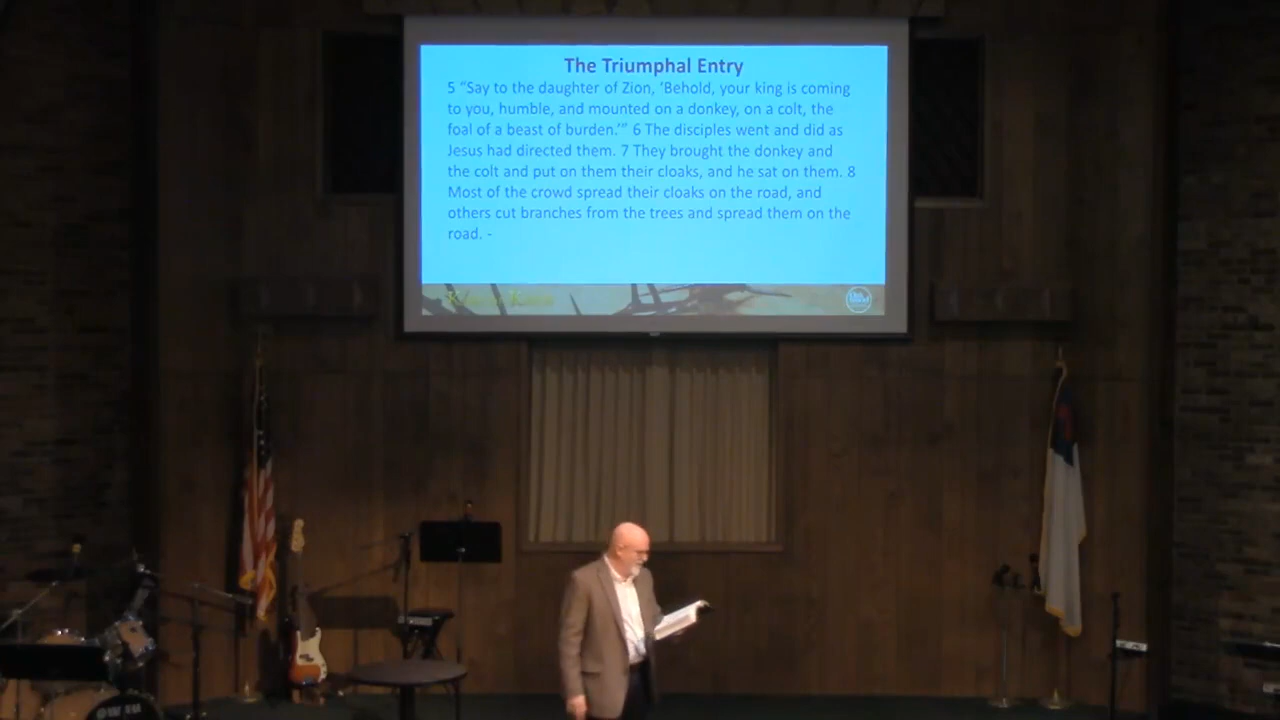 The Triumphal Entry
5 “Say to the daughter of Zion, ‘Behold, your king is coming
to you, humble, and mounted on a donkey, on a colt, the
foal of a beast of burden.’” 6 The disciples went and did as
Jesus had directed them. 7 They brought the donkey and
the colt and put on them their cloaks, and he sat on them. 8
Most of the crowd spread their cloaks on the road, and
others cut branches from the trees and spread them on the
road. -